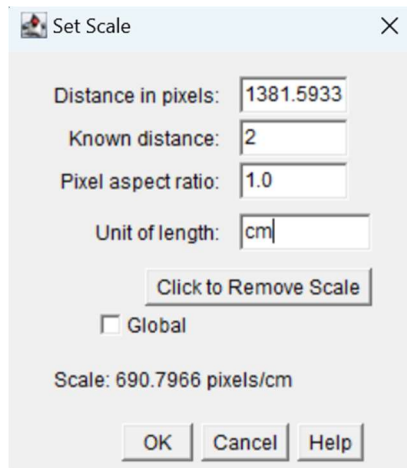 Set Scale
Distance in pixels: 1381.5933
Known distance: 2
Pixel aspect ratio: 1.0
Unit of length: cm
Click to Remove Scale
Global
Scale: 690.7966 pixels/cm
OK Cancel Help